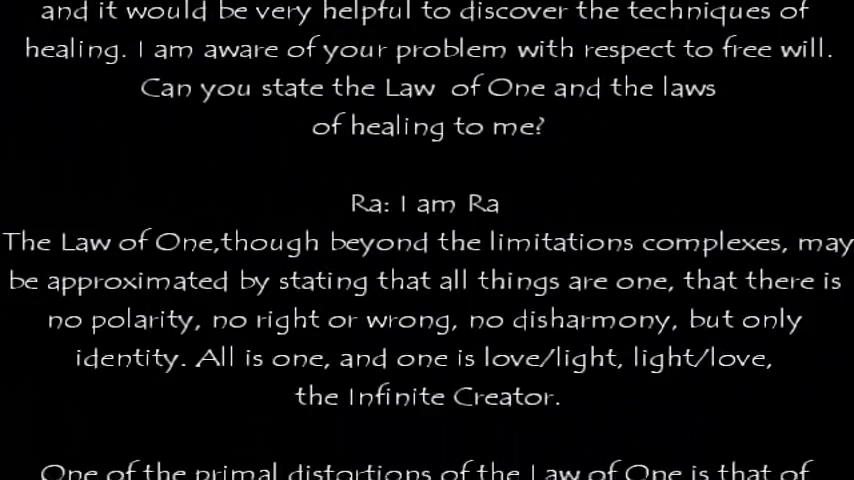 and it would be very helpful to discover the techniques of
healing. I am aware of your problem with respect to free will.
Can you state the Law of One and the laws
of healing to me?
Ra: I am Ra
The Law of One,though beyond the limitations complexes, may
be approximated by stating that all things are one, that there is
no polarity, no right or wrong, no disharmony, but only
identity. All is one, and one is love/light, light/love,
the Infinite Creator.
One of the primal distortions of the Law of One is that of